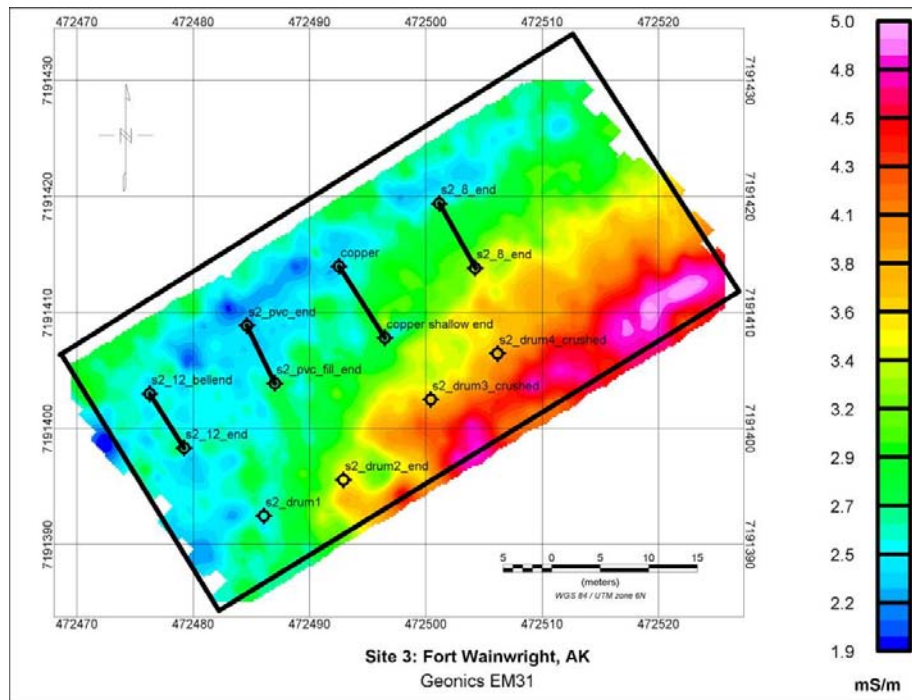 472470 472480 472490 472500 472510 472520
5.0
4.8
4.5
4.3
4.1
3.8
3.6
3.4
3.2
2.9
2.7
2.5
2.2
1.9
mS/m
7191430 7191430
N
7191420 7191420
s2_8_end
copper
s2_8_end
7191410 7191410
s2_pvc_end
copper shallow end
s2_drum4_crushed
s2_12_bellend
s2_pvc_fill_end
s2_drum3_crushed
7191400 7191400
s2_12_end
s2_drum2_end
s2_drum1
7191390 7191390
5 0 5 10 15
(meters)
WGS 84 / UTM zone 6N
472470 472480 472490 472500 472510 472520
Site 3: Fort Wainwright, AK
Geonics EM31